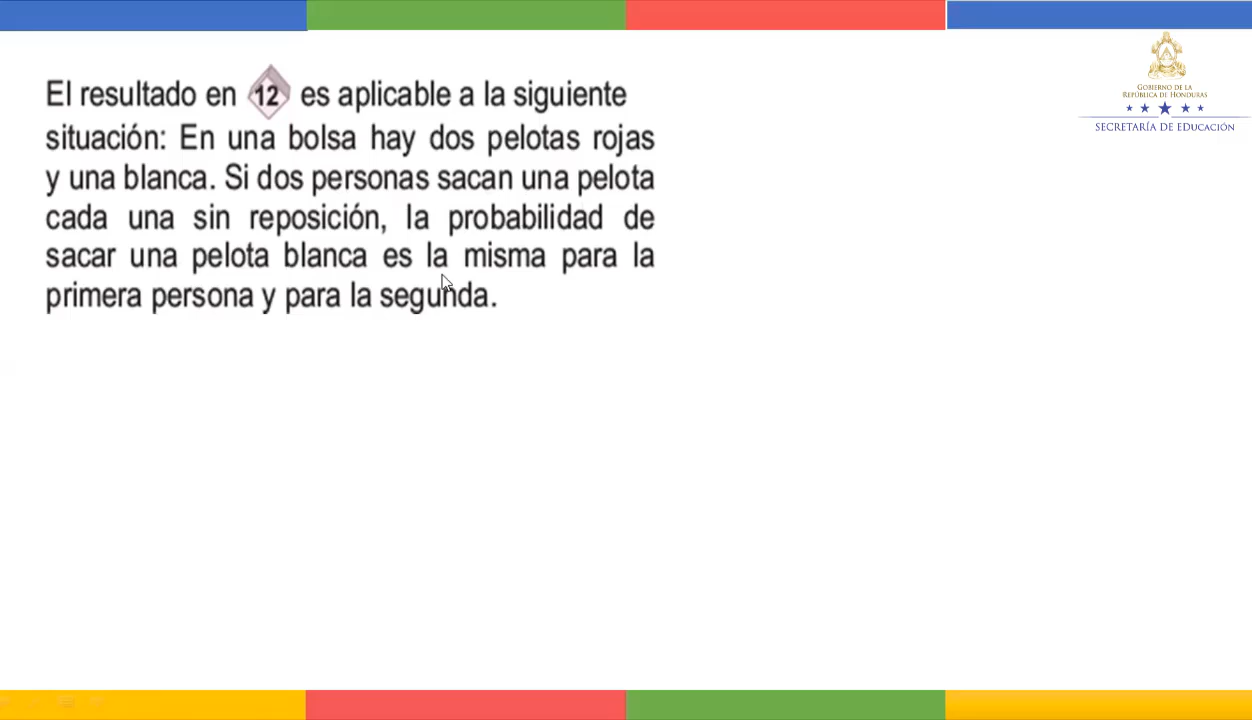 El resultado en 12 es aplicable a la siguiente
situación: En una bolsa hay dos pelotas rojas
y una blanca. Si dos personas sacan una pelota
cada una sin reposición, la probabilidad de
sacar una pelota blanca es la misma para la
primera persona y para la segunda.
GOBIERNO DE LA
REPÚBLICA DE HONDURAS
SECRETARÍA DE EDUCACIÓN